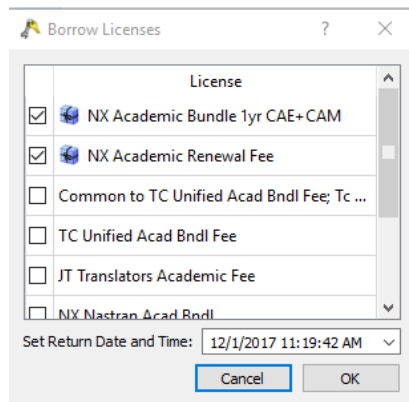 Borrow Licenses ?
License
NX Academic Bundle 1yr CAE+CAM
NX Academic Renewal Fee
Common to TC Unified Acad Bndl Fee; Tc ...
TC Unified Acad Bndl Fee
JT Translators Academic Fee
NX Nastran Acad Bndl
Set Return Date and Time: 12/1/2017 11:19:42 AM
Cancel OK